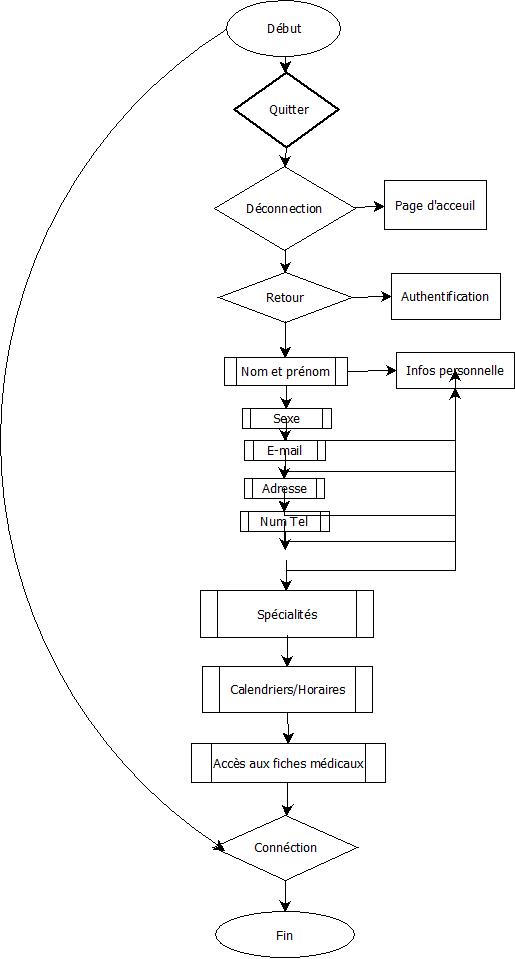 Début
Quitter
Déconnection
Page d'acceuil
Retour
Authentification
Nom et prénom
Infos personnelle
Sexe
E-mail
Adresse
Num Tel
Spécialités
Calendriers/Horaires
Accès aux fiches médicaux
Connéction
Fin